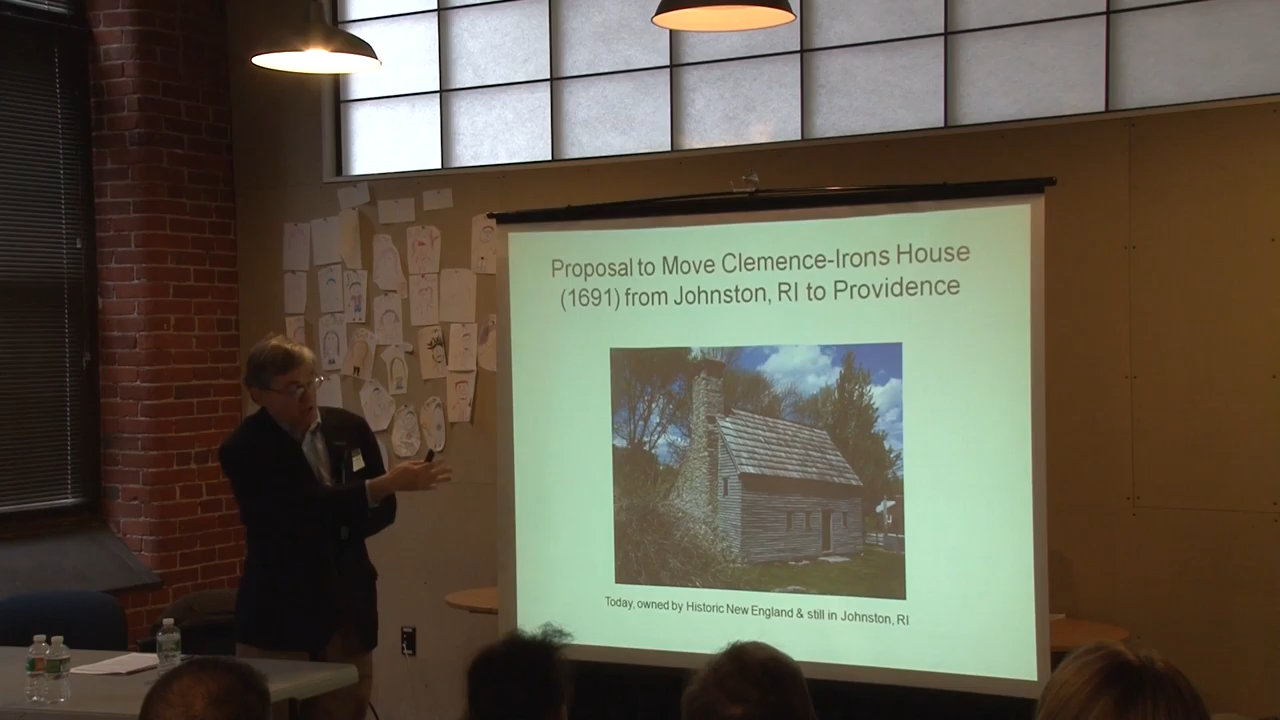 Proposal to Move Clemence-Irons House
(1691) from Johnston, RI to Providence
Today, owned by Historic New England & still in Johnston, RI